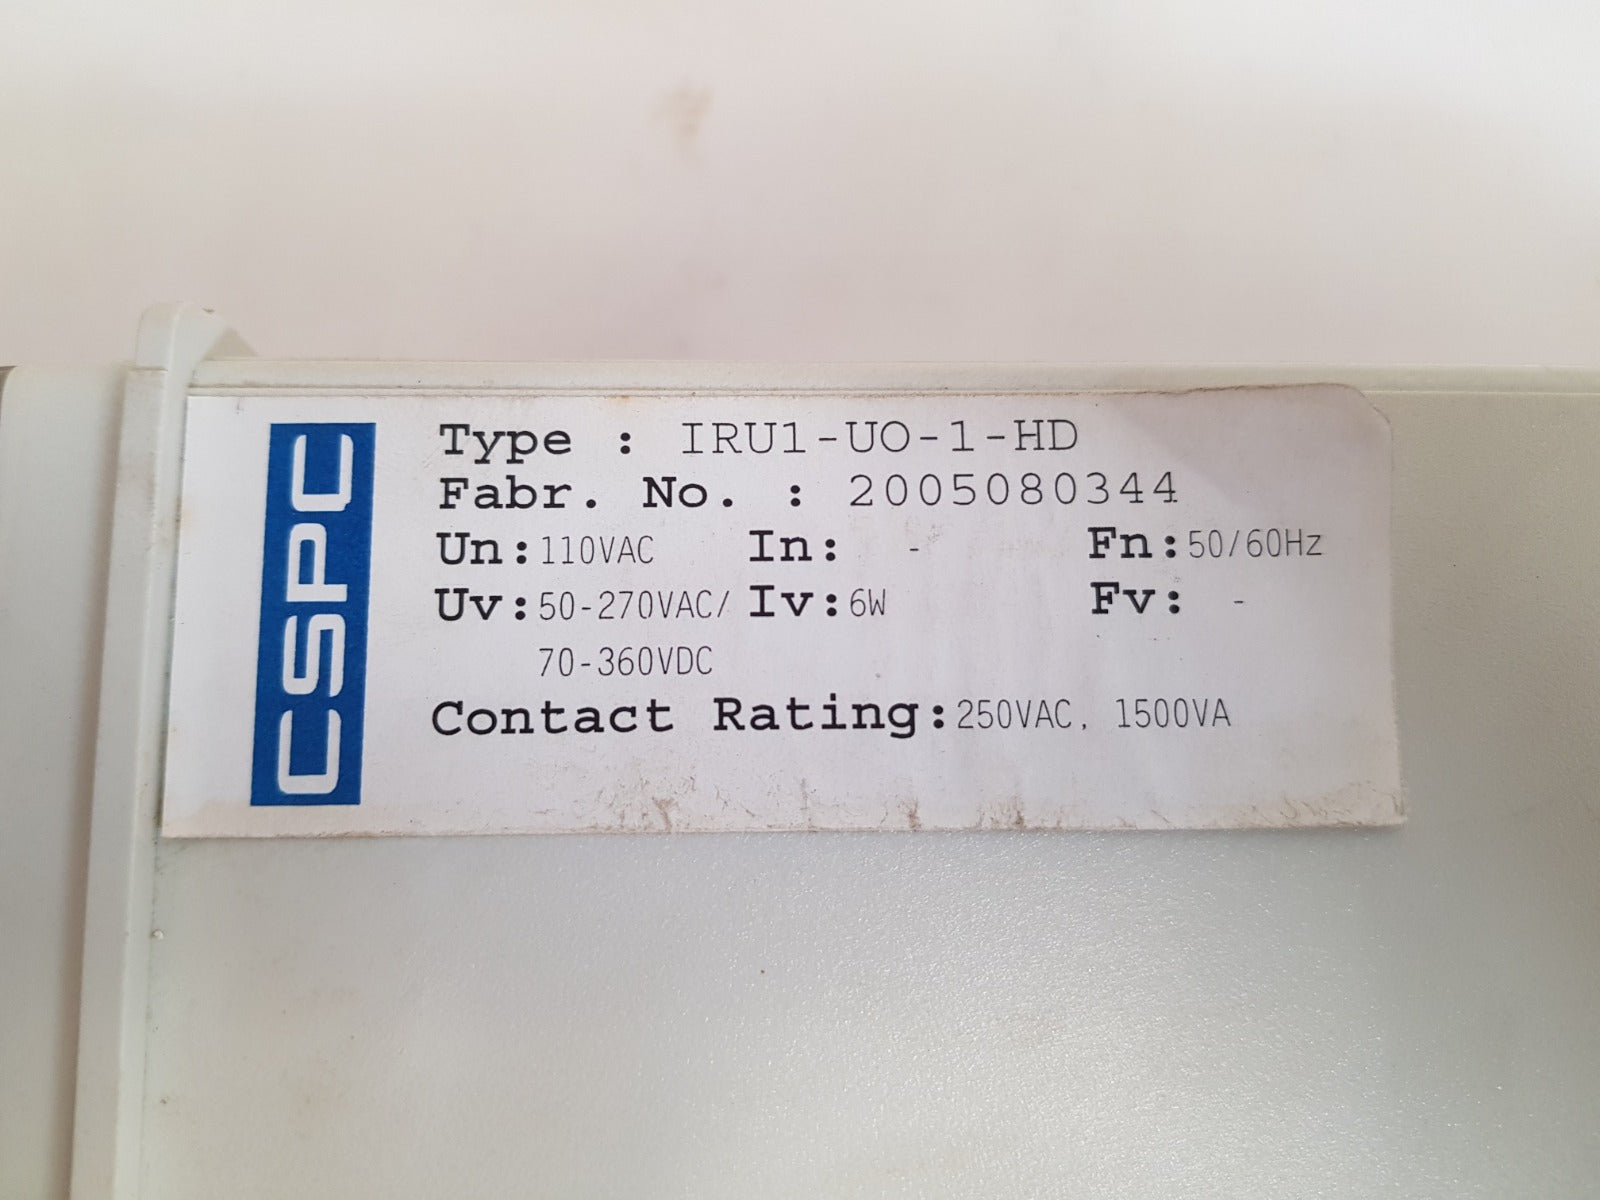 CSPC
Type : IRU1-UO-1-HD
Fabr. No. : 2005080344
Un: 110VAC In: - Fn: 50/60Hz
Uv: 50-270VAC/ Iv: 6W Fv: -
70-360VDC
Contact Rating: 250VAC, 1500VA